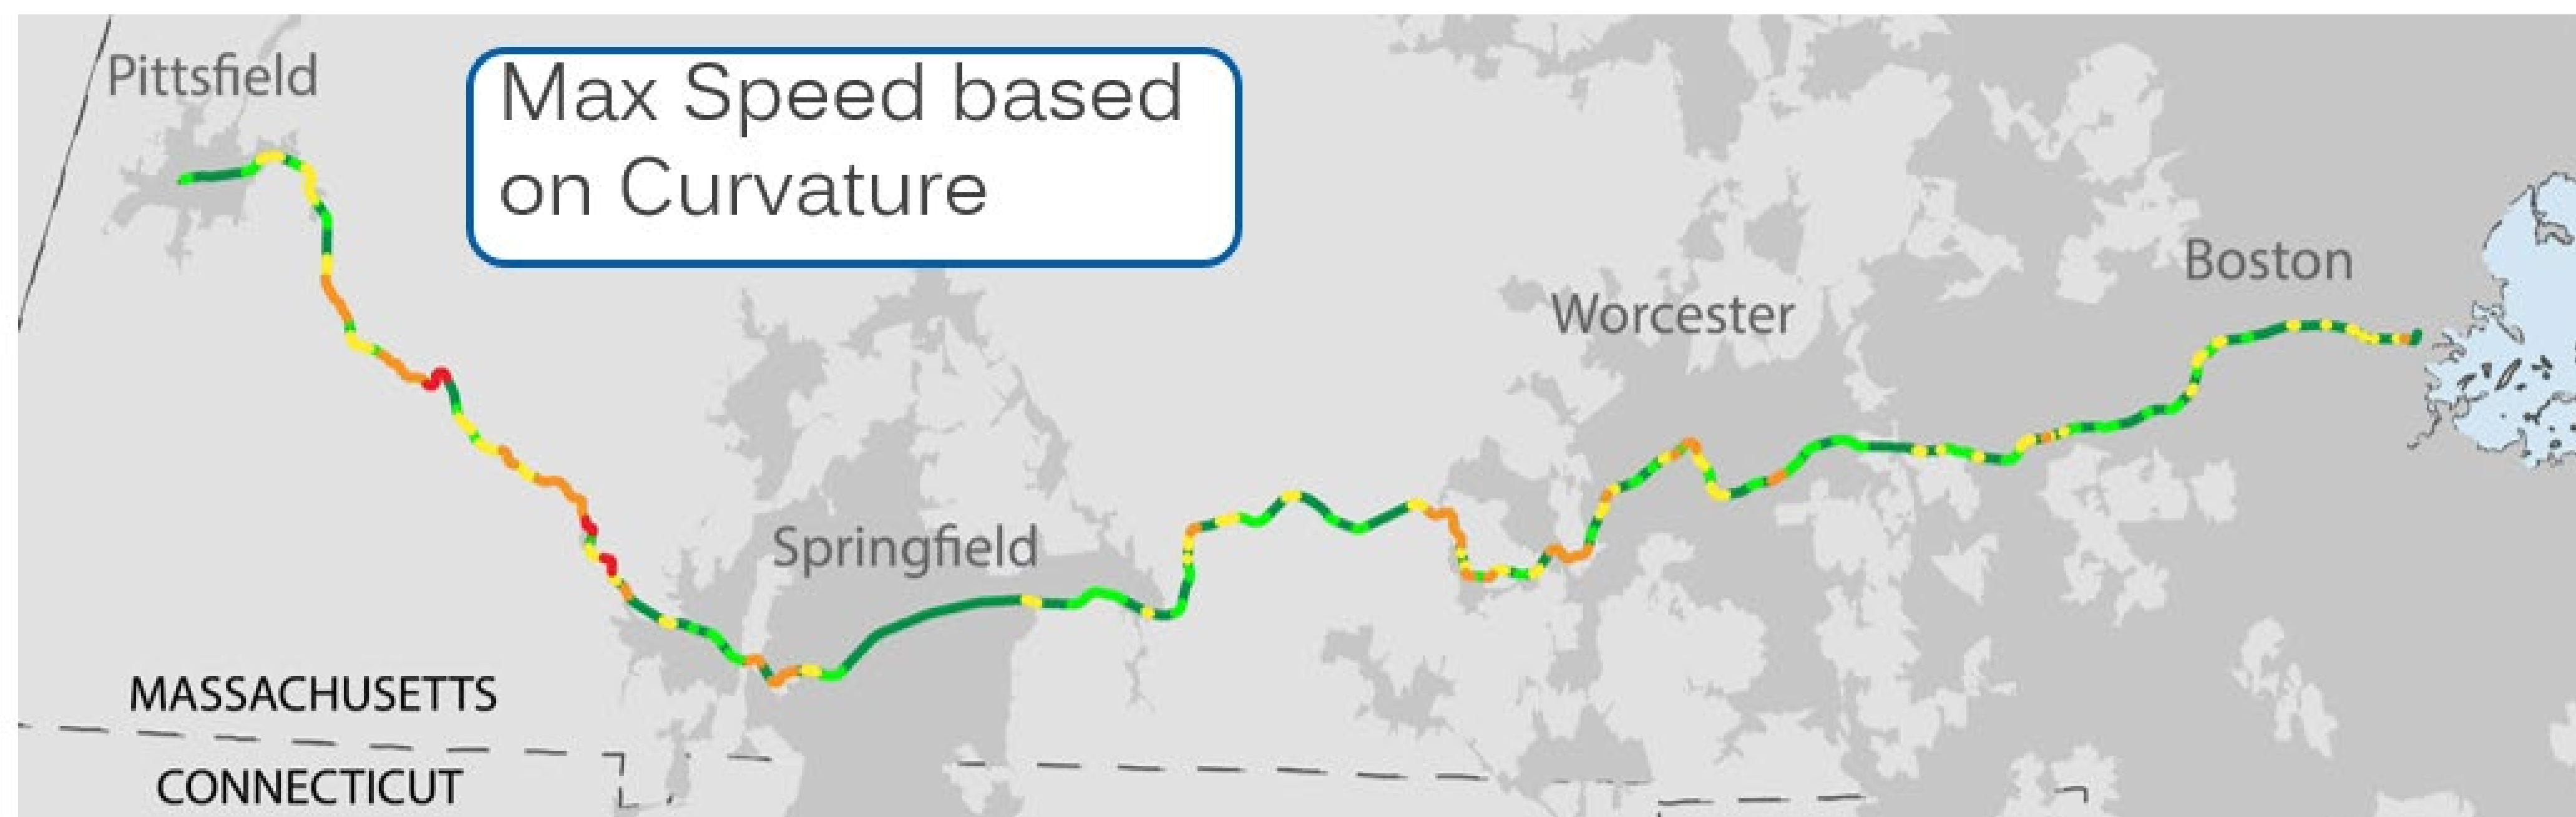 Pittsfield
Max Speed based
on Curvature
Boston
Worcester
Springfield
MASSACHUSETTS
CONNECTICUT